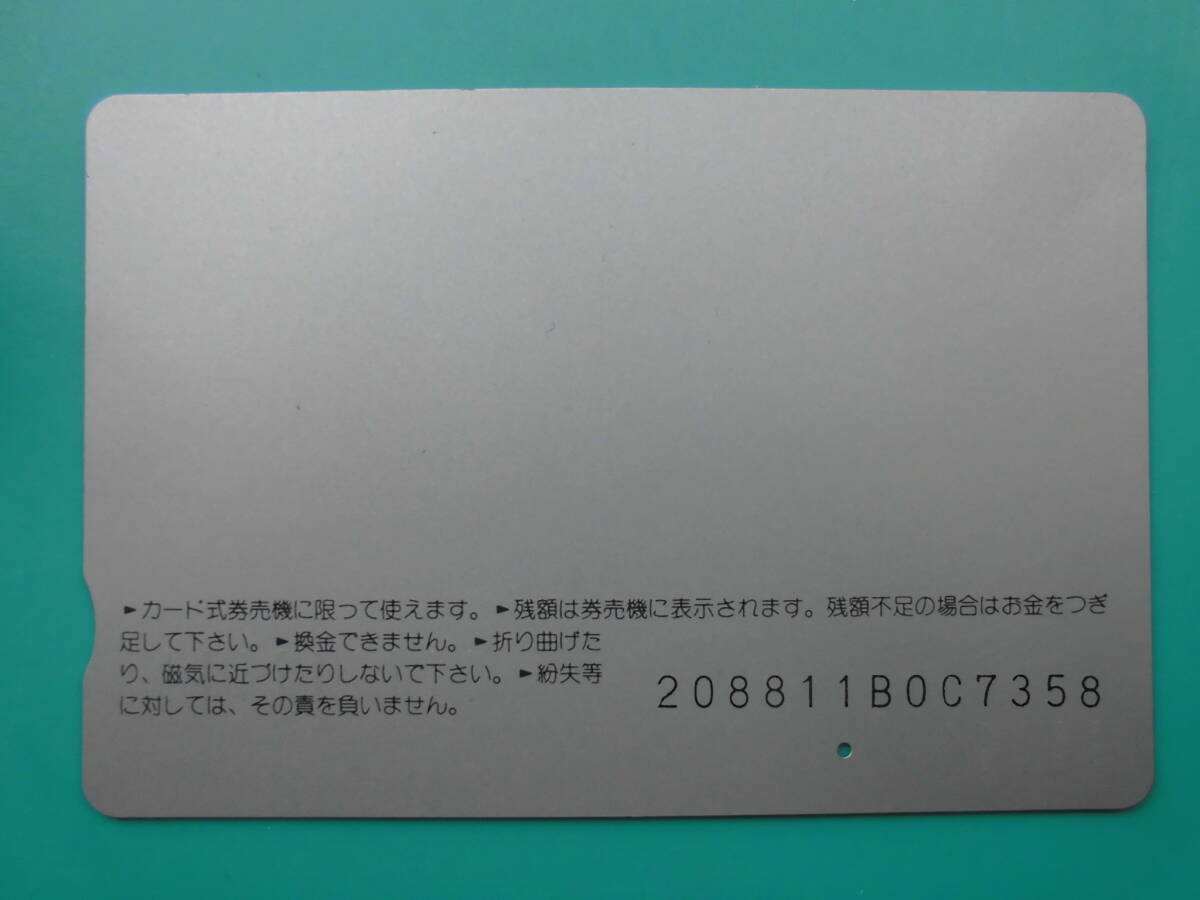 ►カード式券売機に限って使えます。►残額は券売機に表示されます。残額不足の場合はお金をつぎ
足して下さい。►換金できません。►折り曲げた
り、磁気に近づけたりしないで下さい。►紛失等
に対しては、その責を負いません。
208811B0C7358